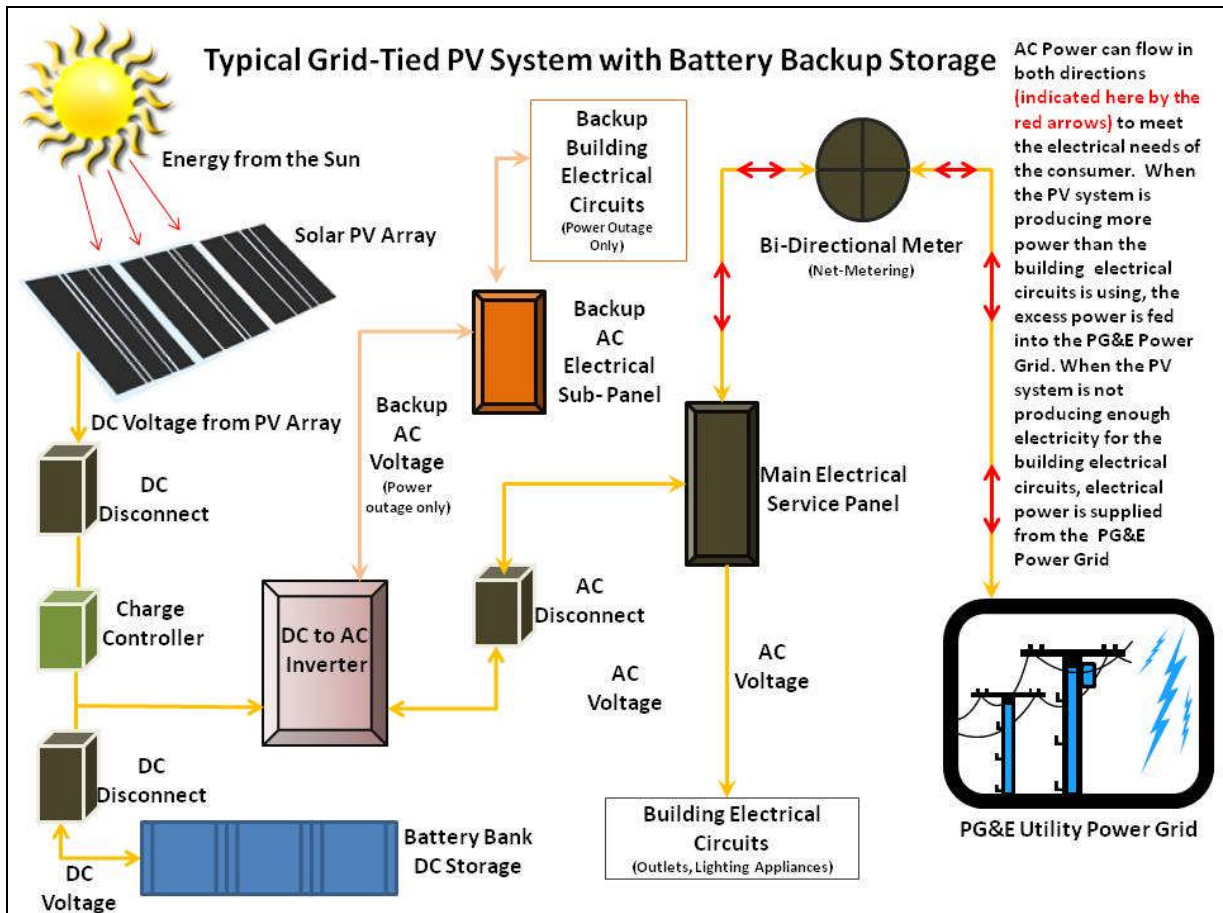 Typical Grid-Tied PV System with Battery Backup Storage
Energy from the Sun
Solar PV Array
DC Voltage from PV Array
DC
Disconnect
Charge
Controller
DC
Disconnect
DC
Voltage
Battery Bank
DC Storage
DC to AC
Inverter
Backup
AC
Voltage
(Power
outage only)
Backup
Building
Electrical
Circuits
(Power Outage
Only)
Backup
AC
Electrical
Sub- Panel
AC
Disconnect
AC
Voltage
AC
Voltage
Main Electrical
Service Panel
Building Electrical
Circuits
(Outlets, Lighting Appliances)
Bi-Directional Meter
(Net-Metering)
AC Power can flow in
both directions
(indicated here by the
red arrows) to meet
the electrical needs of
the consumer.  When
the PV system is
producing more
power than the
building  electrical
circuits is using, the
excess power is fed
into the PG&E Power
Grid. When the PV
system is not
producing enough
electricity for the
building electrical
circuits, electrical
power is supplied
from the  PG&E
Power Grid
PG&E Utility Power Grid